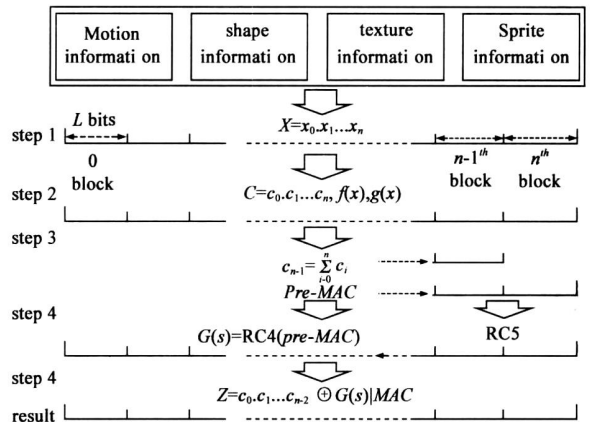 Motion informati on
shape informati on
texture informati on
Sprite informati on
L bits
X=x₀.x₁...xₙ
step 1
0 block
n-1ᵗʰ block
nᵗʰ block
step 2
C=c₀.c₁...cₙ, f(x),g(x)
step 3
cₙ₋₁= n ∑ i-0 cᵢ
Pre-MAC
step 4
G(s)=RC4(pre-MAC)
RC5
step 4
Z=c₀.c₁...cₙ₋₂ ⊕ G(s)|MAC
result